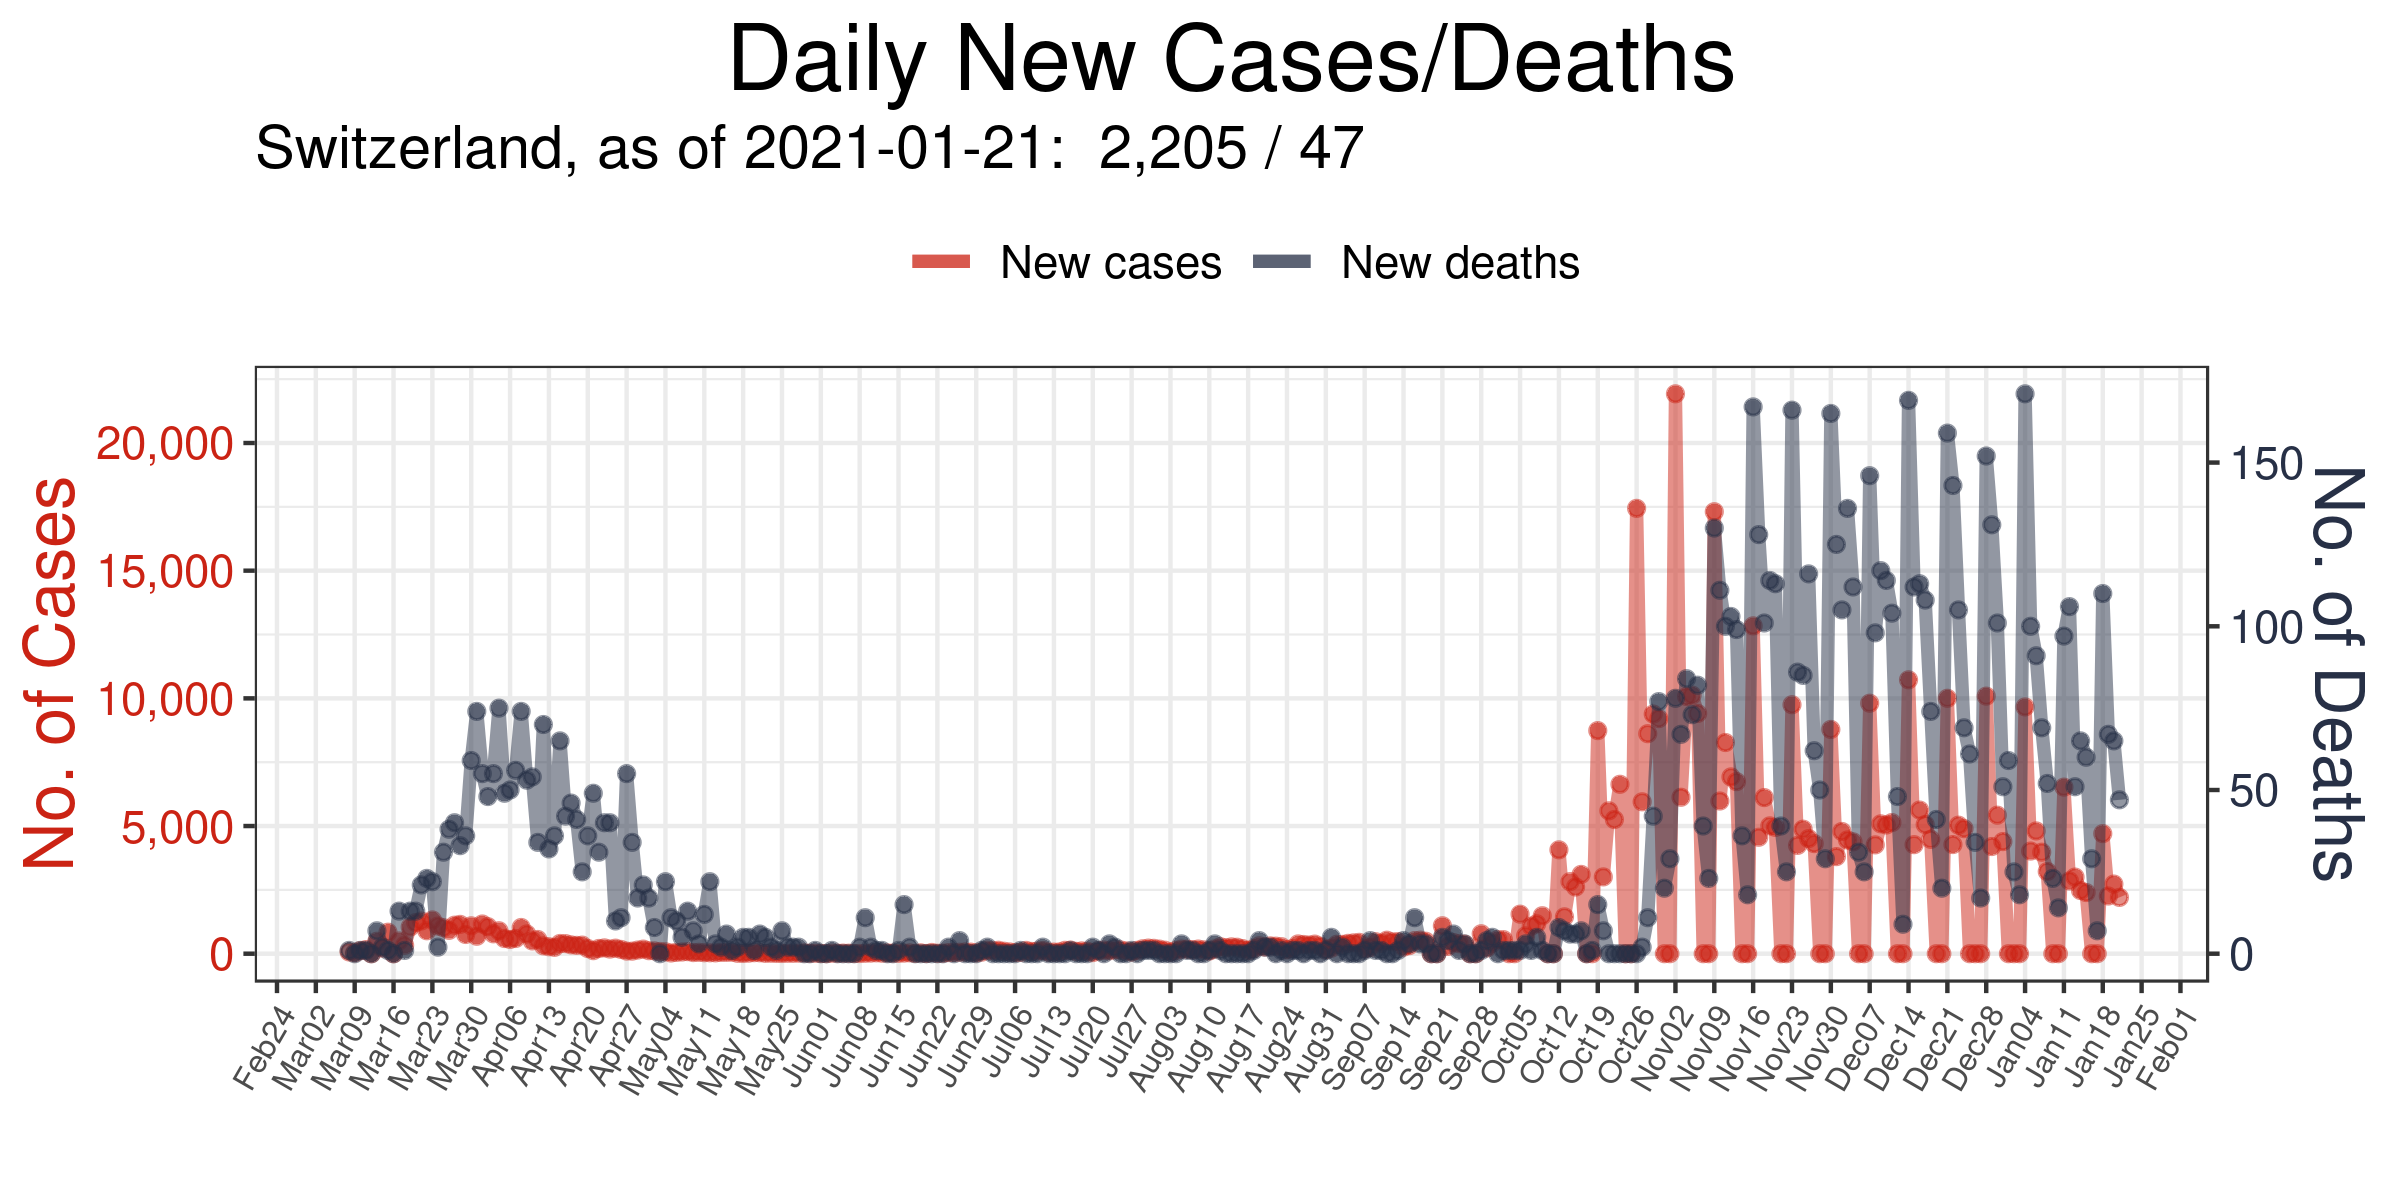 Daily New Cases/Deaths
Switzerland, as of 2021-01-21:  2,205 / 47
New cases
New deaths
No. of Cases
20,000
15,000
10,000
5,000
0
150
100
50
0
No. of Deaths
Feb24
Mar02
Mar09
Mar16
Mar23
Mar30
Apr06
Apr13
Apr20
Apr27
May04
May11
May18
May25
Jun01
Jun08
Jun15
Jun22
Jun29
Jul06
Jul13
Jul20
Jul27
Aug03
Aug10
Aug17
Aug24
Aug31
Sep07
Sep14
Sep21
Sep28
Oct05
Oct12
Oct19
Oct26
Nov02
Nov09
Nov16
Nov23
Nov30
Dec07
Dec14
Dec21
Dec28
Jan04
Jan11
Jan18
Jan25
Feb01